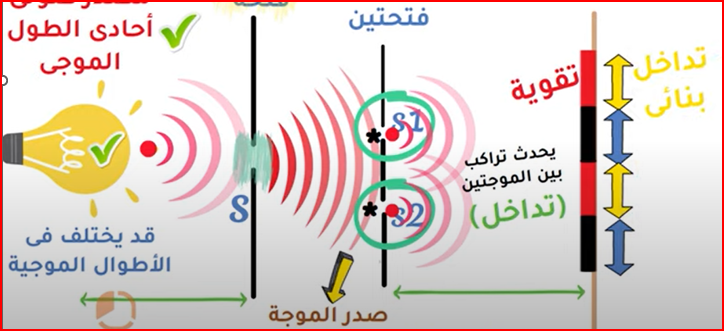 أحادى الطول
الموجى
فتحتين
تداخل
بنائى
تقوية
s1
يحدث تراكب
بين الموجتين
(تداخل)
s2
S
قد يختلف فى
الأطوال الموجية
صدر الموجة